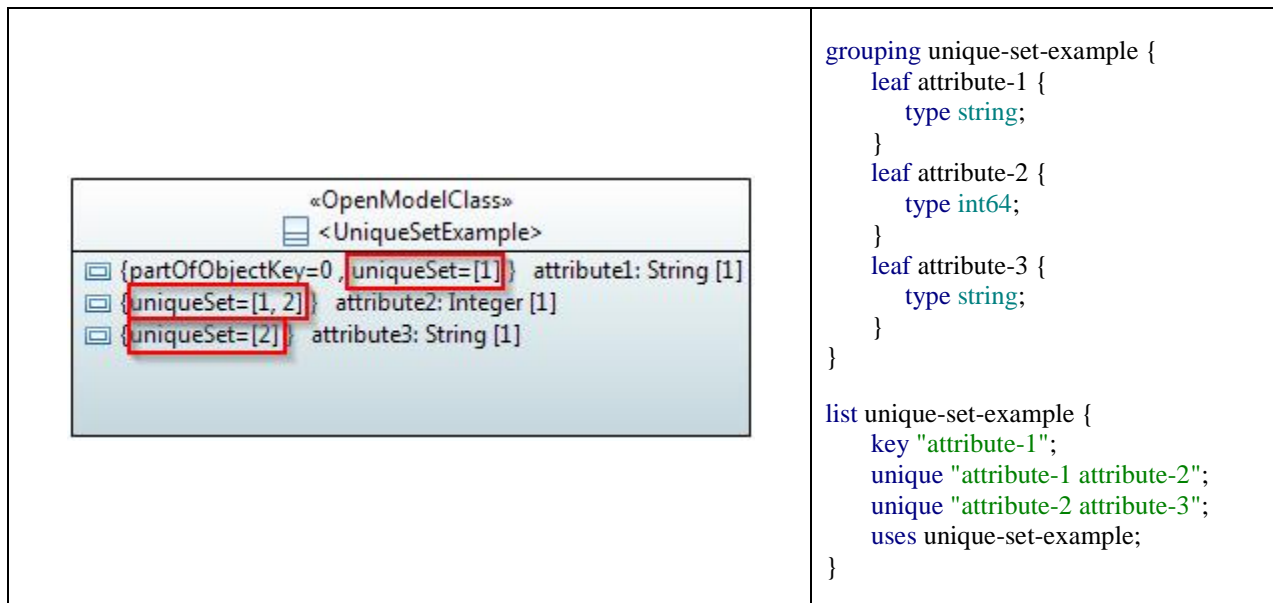 «OpenModelClass»
<UniqueSetExample>
{partOfObjectKey=0 , uniqueSet=[1] } attribute1: String [1]
{uniqueSet=[1, 2] } attribute2: Integer [1]
{uniqueSet=[2] } attribute3: String [1]
grouping unique-set-example {
leaf attribute-1 {
type string;
}
leaf attribute-2 {
type int64;
}
leaf attribute-3 {
type string;
}
}
list unique-set-example {
key "attribute-1";
unique "attribute-1 attribute-2";
unique "attribute-2 attribute-3";
uses unique-set-example;
}